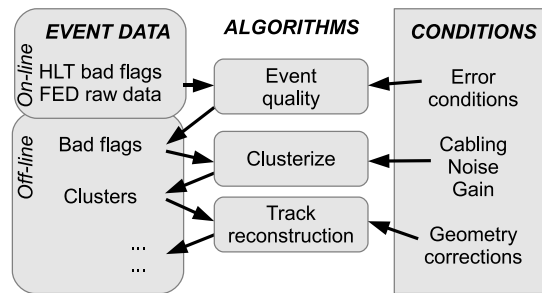 EVENT DATA
ALGORITHMS
CONDITIONS
On-line
HLT bad flags
FED raw data
Event
quality
Error
conditions
Off-line
Bad flags
Clusterize
Cabling
Noise
Gain
Clusters
Track
reconstruction
Geometry
corrections
...
...